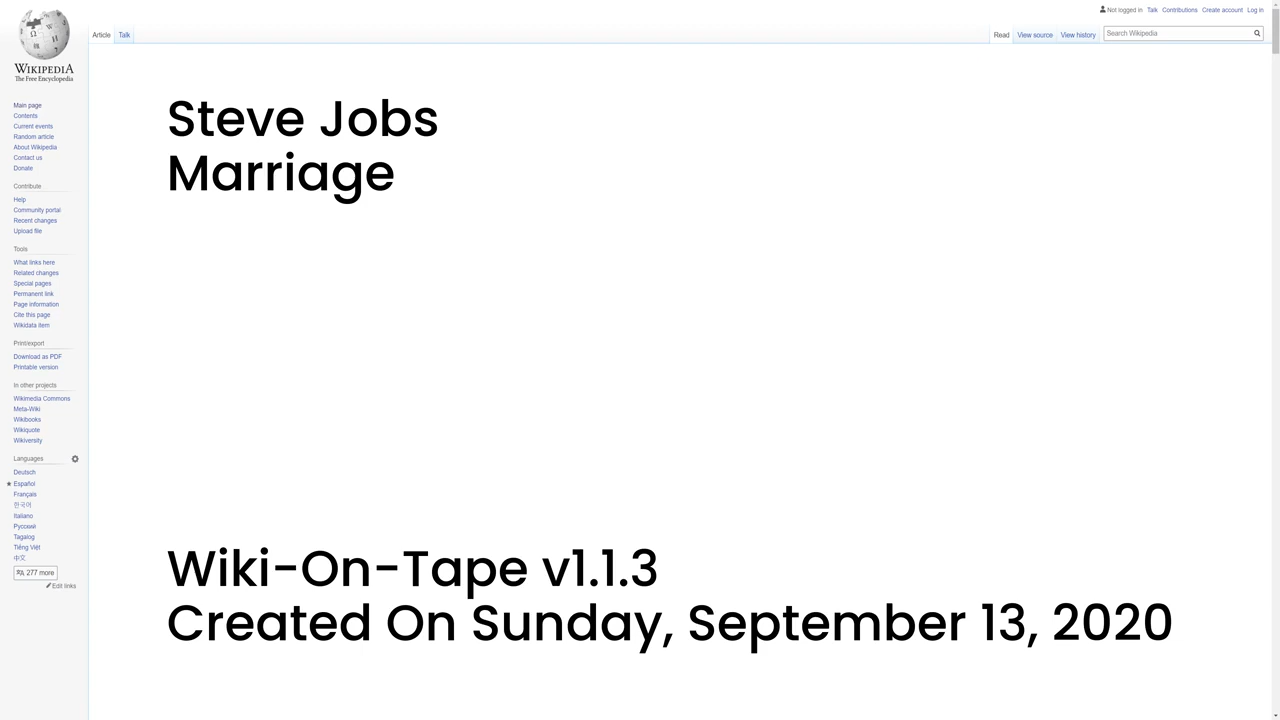 Not logged in Talk Contributions Create account Log in
Article Talk Read View source View history Search Wikipedia
WIKIPEDIA
The Free Encyclopedia
Main page
Contents
Current events
Random article
About Wikipedia
Contact us
Donate
Contribute
Help
Community portal
Recent changes
Upload file
Tools
What links here
Related changes
Special pages
Permanent link
Page information
Cite this page
Wikidata item
Print/export
Download as PDF
Printable version
In other projects
Wikimedia Commons
Meta-Wiki
Wikibooks
Wikiquote
Wikiversity
Languages
Deutsch
Español
Français
한국어
Italiano
Русский
Tagalog
Tiếng Việt
中文
277 more
Edit links
Steve Jobs
Marriage
Wiki-On-Tape v1.1.3
Created On Sunday, September 13, 2020